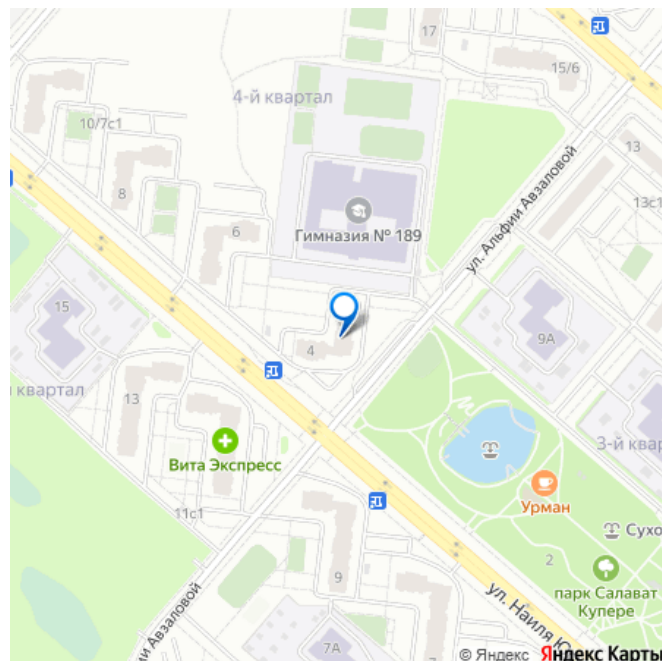 17
15/6
4-й квартал
10/7с1
13
ул. Альфии Авзаловой
8
13с1
6
Гимназия № 189
15
4
9А
квартал
13
3-й квар
Вита Экспресс
Урман
11с1
Сухо
2
9
парк Салават
Купере
ул. Наиля Ю
7А
Авзаловой
© Яндекс Яндекс Карты